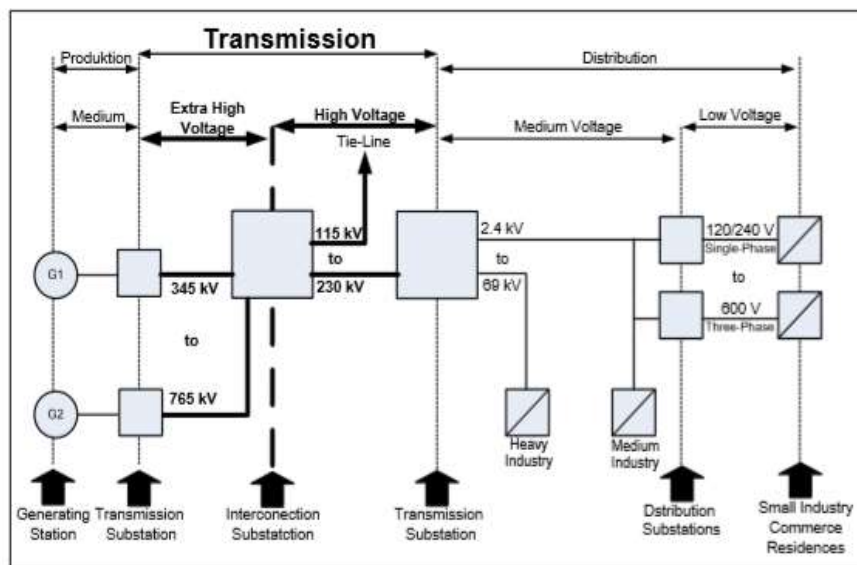 Transmission
Produktion
Distribution
Medium
Extra High
Voltage
High Voltage
Medium Voltage
Low Voltage
Tie-Line
115 kV
to
230 kV
2.4 kV
to
69 kV
120/240 V
Single-Phase
to
600 V
Three-Phase
G1
345 kV
to
G2
765 kV
Heavy
Industry
Medium
Industry
Generating
Station
Transmission
Substation
Interconection
Substatction
Transmission
Substation
Dstribution
Substations
Small Industry
Commerce
Residences